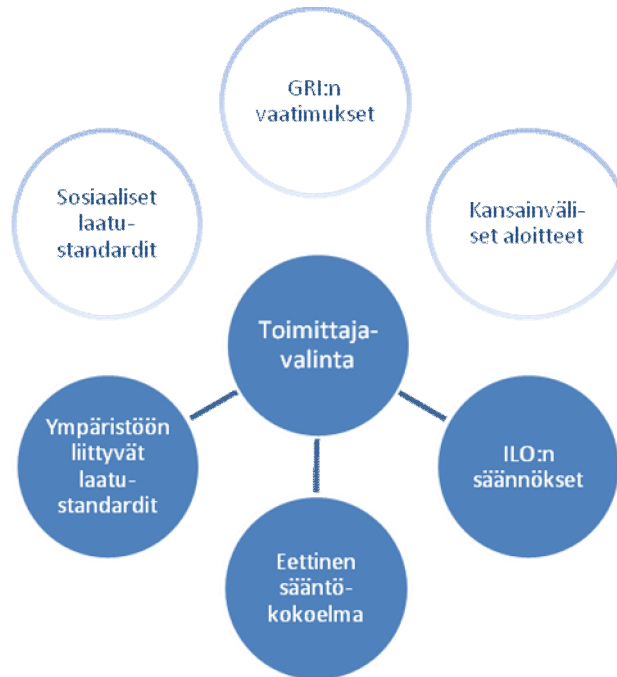 GRI:n
vaatimukset
Sosiaaliset
laatu-
standardit
Kansainväli-
set aloitteet
Toimittaja-
valinta
Ympäristöön
liittyvät
laatu-
standardit
ILO:n
säännökset
Eettinen
sääntö-
kokoelma